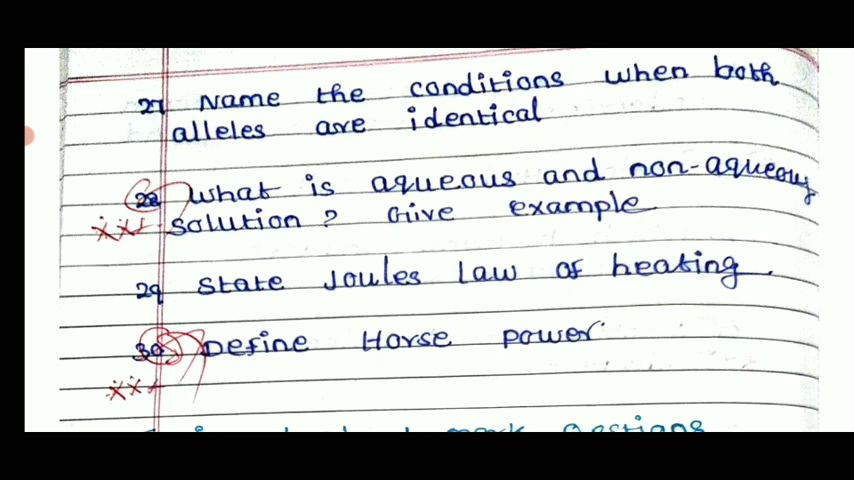 27 Name the conditions when both
alleles are identical
28 What is aqueous and non-aqueous
solution? Give example
29 State Joules law of heating.
30 Define Horse power